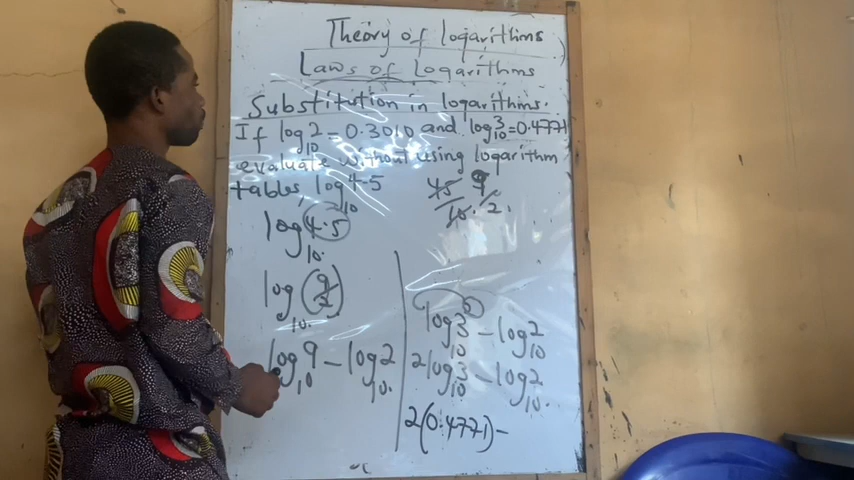 Theory of logarithms
Laws of Logarithms
Substitution in logarithms.
If log₁₀2 = 0.3010 and log₁₀3 = 0.4771
evaluate without using logarithm
tables log₁₀4.5
log₁₀4.5
45/10 9/2
log₁₀(9/2)
log₁₀9 − log₁₀2
log₁₀3² − log₁₀2
2log₁₀3 − log₁₀2
2(0.4771) −